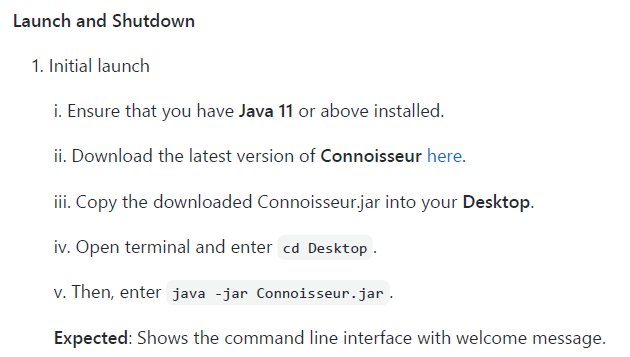 Launch and Shutdown
1. Initial launch
i. Ensure that you have Java 11 or above installed.
ii. Download the latest version of Connoisseur here.
iii. Copy the downloaded Connoisseur.jar into your Desktop.
iv. Open terminal and enter cd Desktop .
v. Then, enter java -jar Connoisseur.jar .
Expected: Shows the command line interface with welcome message.